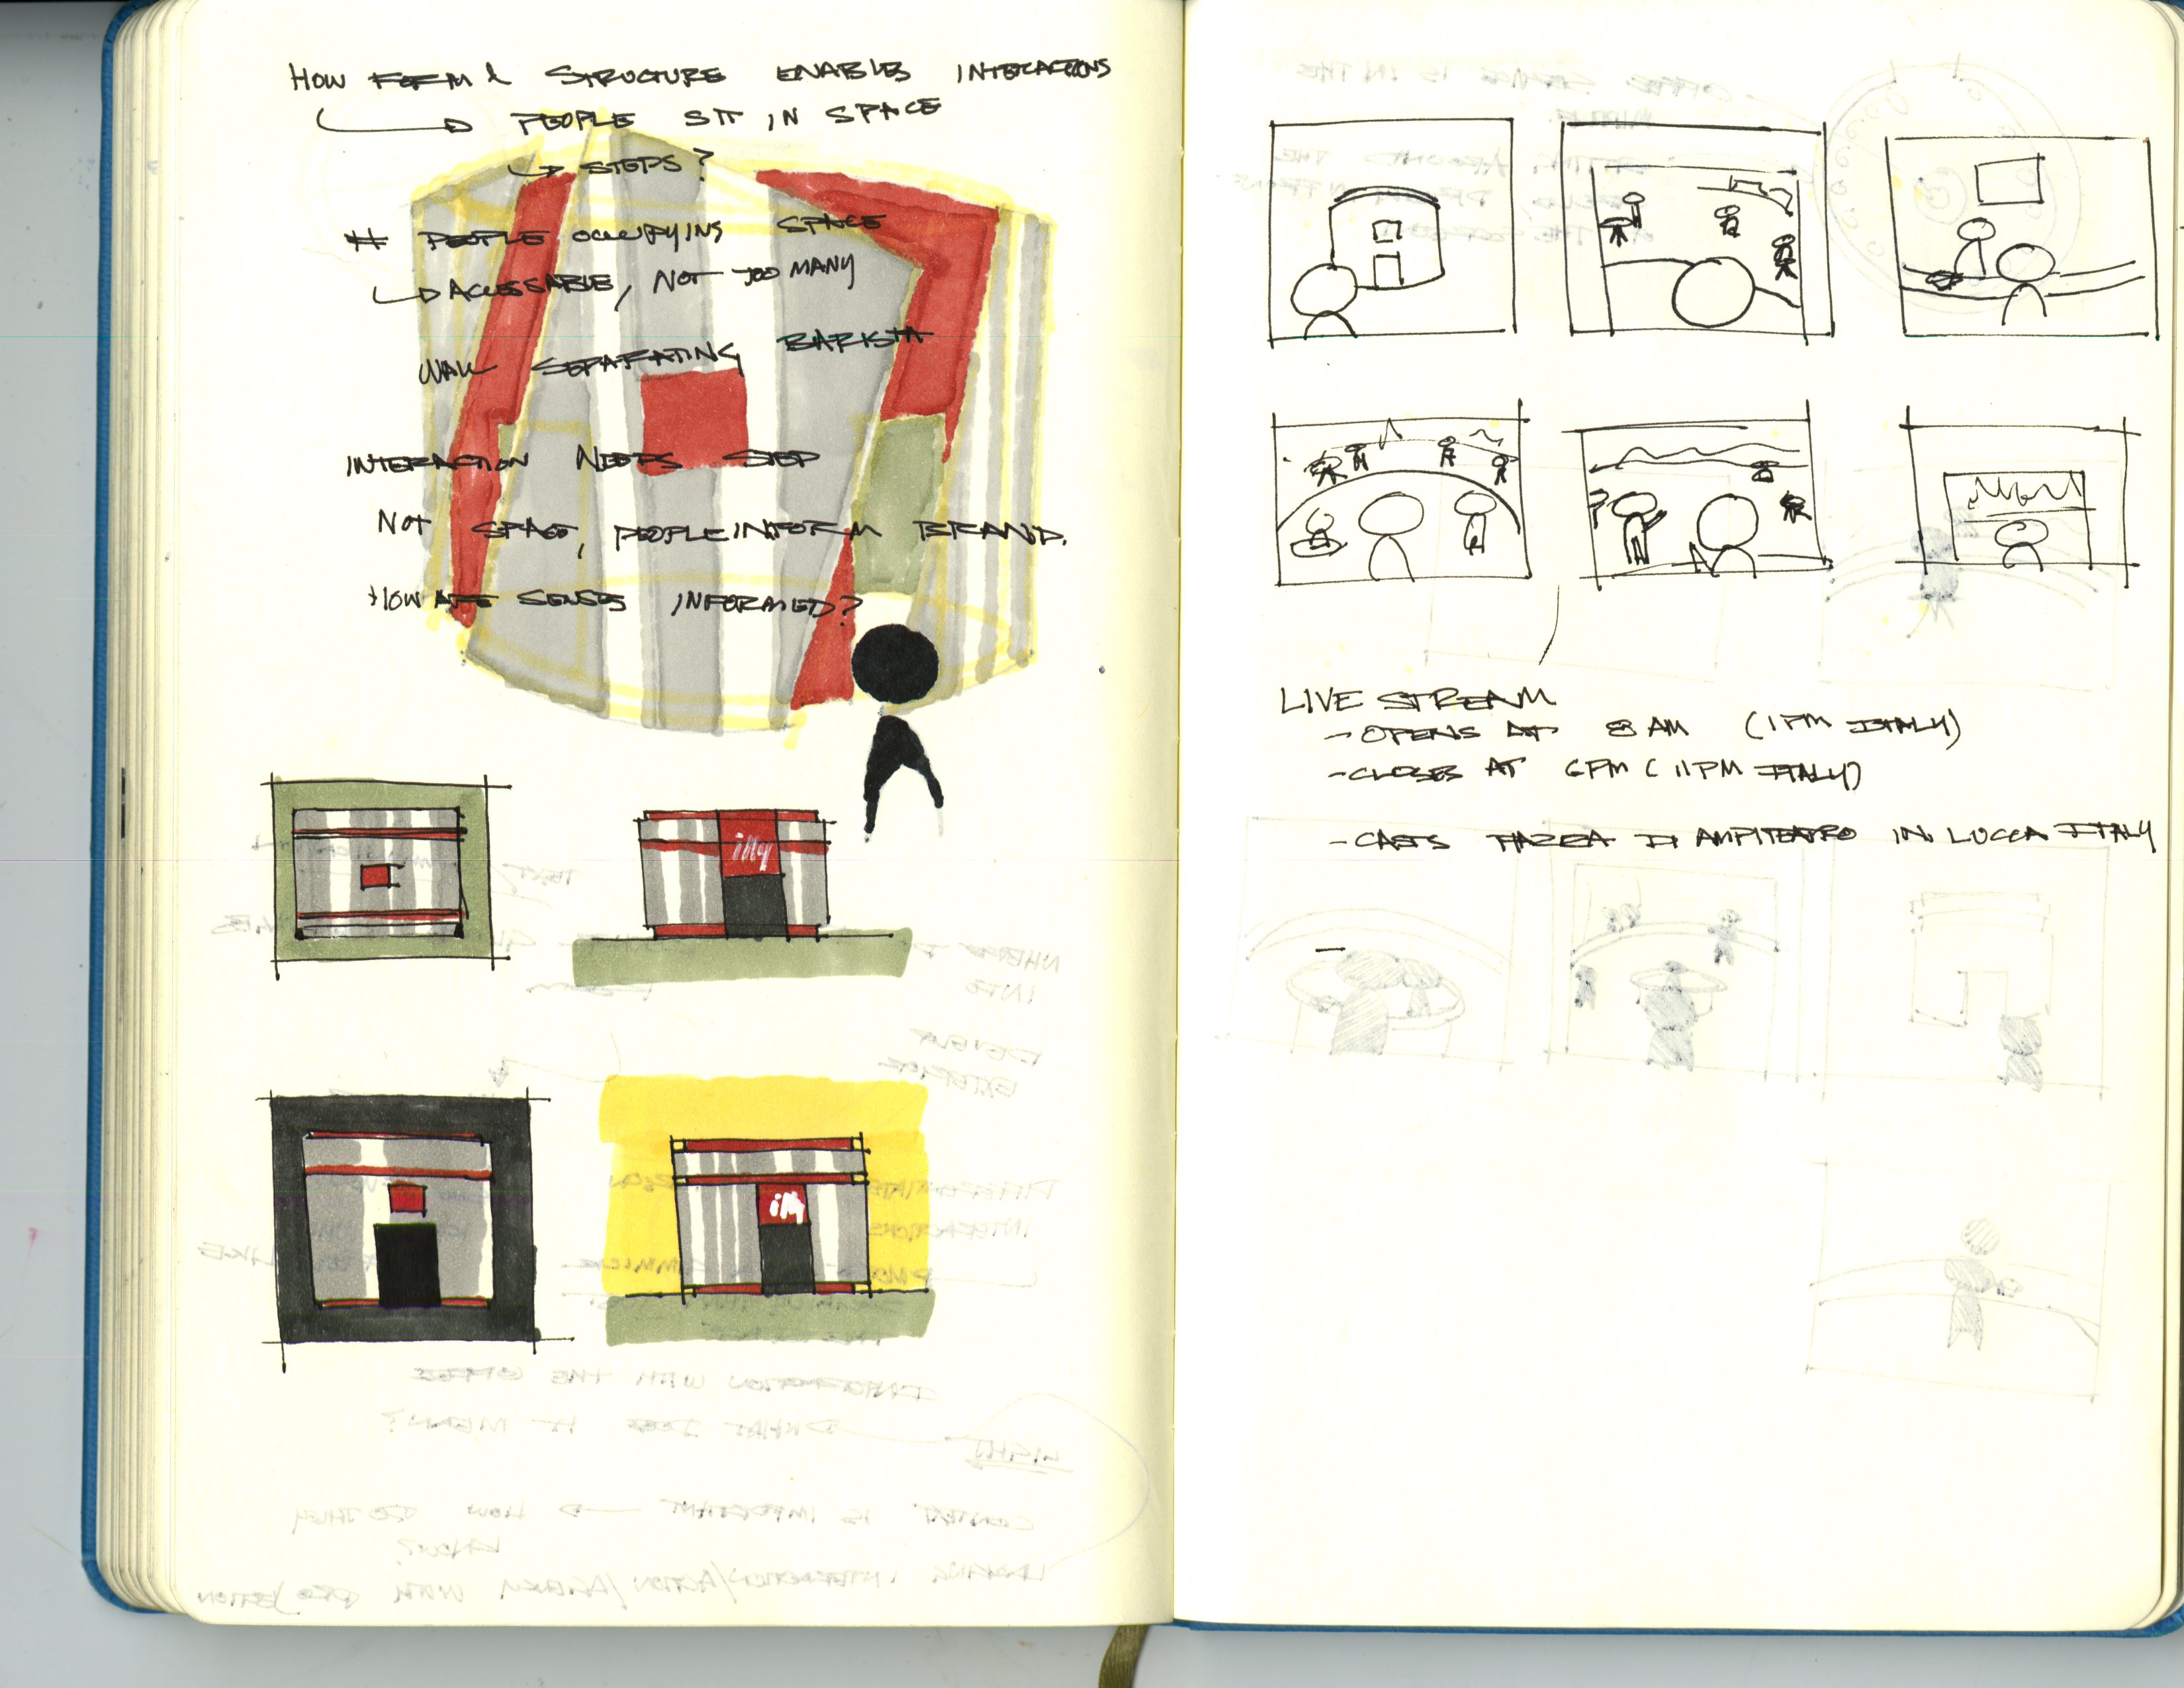 HOW FORM & STRUCTURE ENABLES INTERACTIONS
PEOPLE SIT IN SPACE
STEPS?
# PEOPLE OCCUPYING SPACE
ACCESSABLE, NOT TOO MANY
WALL SEPARATING BARISTA
INTERACTION NEEDS STEP
NOT SPACE, PEOPLE INFORM BRAND.
HOW ARE SENSES INFORMED?
illy
illy
LIVE STREAM
- OPENS AT 8 AM (1 PM ITALY)
- CLOSES AT 6 PM (11 PM ITALY)
- CASTS PIAZZA DI AMPITEATRO IN LUCCA ITALY